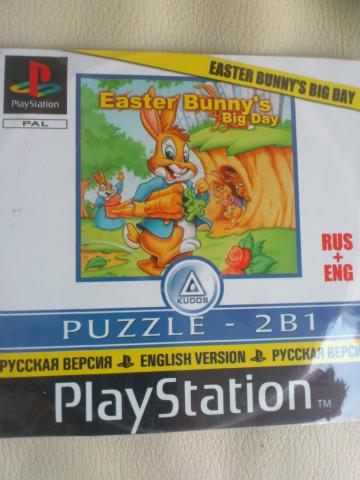 PlayStation
PAL
EASTER BUNNY'S BIG DAY
Easter Bunny's
Big Day
RUS
+
ENG
KUDOS
PUZZLE - 2B1
РУССКАЯ ВЕРСИЯ ENGLISH VERSION РУССКАЯ ВЕРСИ
PlayStation TM